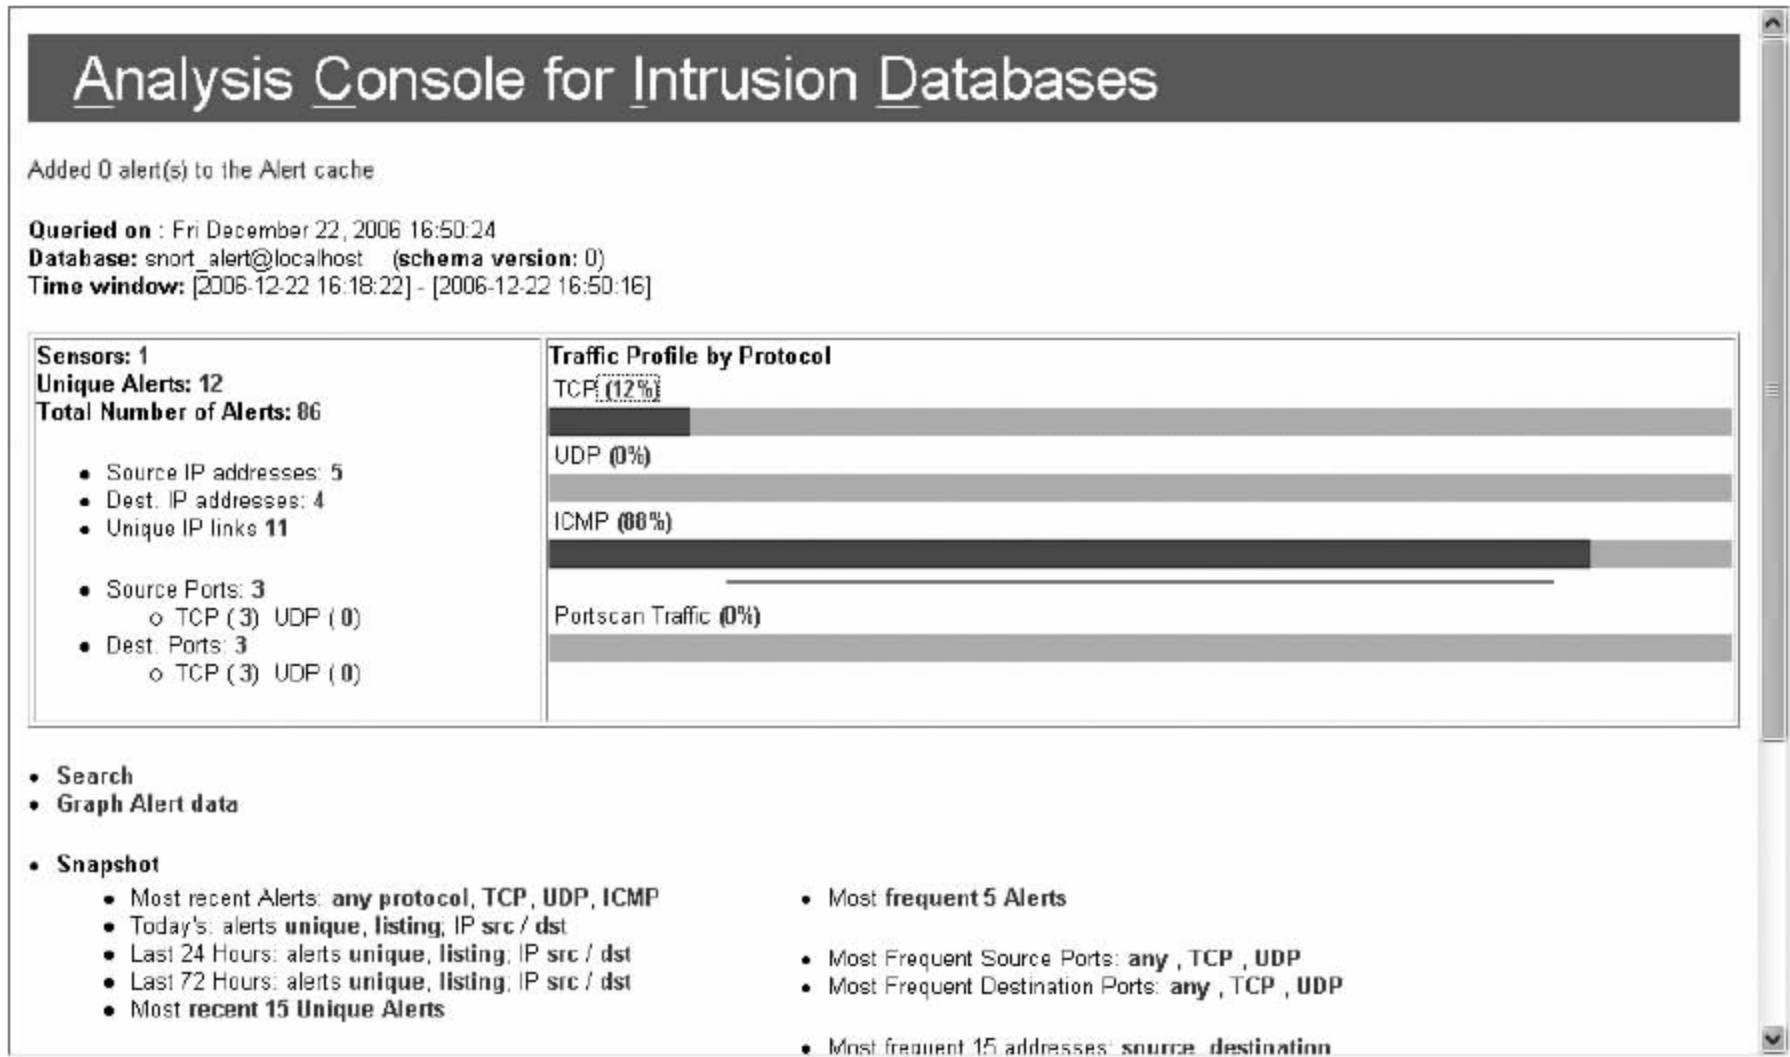 Analysis Console for Intrusion Databases
Added 0 alert(s) to the Alert cache
Queried on : Fri December 22, 2006 16:50:24
Database: snort_alert@localhost (schema version: 0)
Time window: [2006-12-22 16:18:22] - [2006-12-22 16:50:16]
Sensors: 1
Unique Alerts: 12
Total Number of Alerts: 86
• Source IP addresses: 5
• Dest. IP addresses: 4
• Unique IP links 11
• Source Ports: 3
○ TCP ( 3) UDP ( 0)
• Dest. Ports: 3
○ TCP ( 3) UDP ( 0)
Traffic Profile by Protocol
TCP (12%)
UDP (0%)
ICMP (88%)
Portscan Traffic (0%)
• Search
• Graph Alert data
• Snapshot
• Most recent Alerts: any protocol, TCP, UDP, ICMP
• Today's: alerts unique, listing; IP src / dst
• Last 24 Hours: alerts unique, listing; IP src / dst
• Last 72 Hours: alerts unique, listing; IP src / dst
• Most recent 15 Unique Alerts
• Most frequent 5 Alerts
• Most Frequent Source Ports: any , TCP , UDP
• Most Frequent Destination Ports: any , TCP , UDP
• Most frequent 15 addresses: source, destination